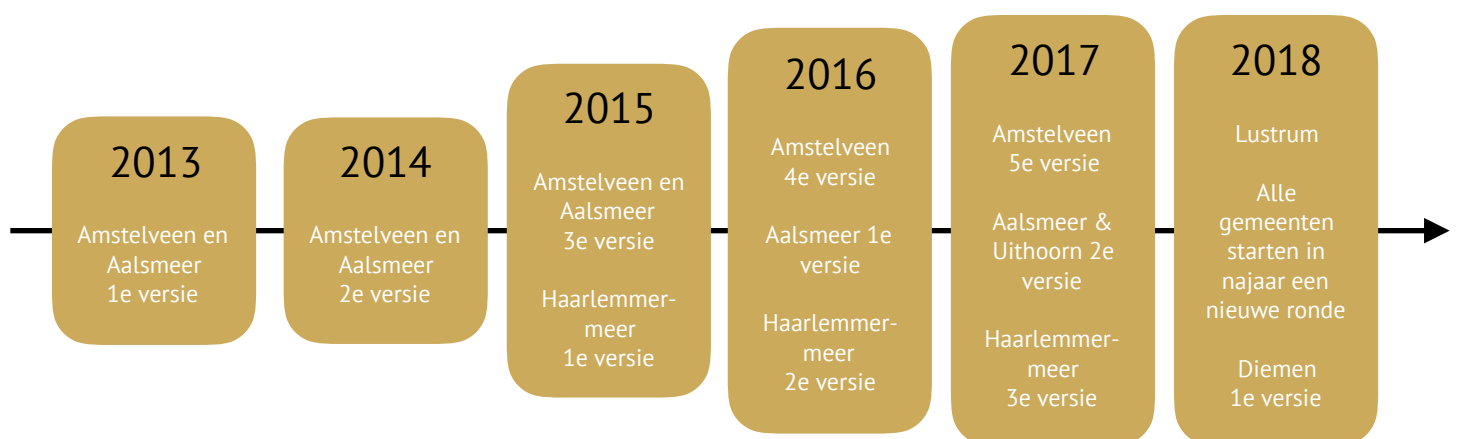 2013
Amstelveen en
Aalsmeer
1e versie
2014
Amstelveen en
Aalsmeer
2e versie
2015
Amstelveen en
Aalsmeer
3e versie
Haarlemmer-
meer
1e versie
2016
Amstelveen
4e versie
Aalsmeer 1e
versie
Haarlemmer-
meer
2e versie
2017
Amstelveen
5e versie
Aalsmeer &
Uithoorn 2e
versie
Haarlemmer-
meer
3e versie
2018
Lustrum
Alle
gemeenten
starten in
najaar een
nieuwe ronde
Diemen
1e versie